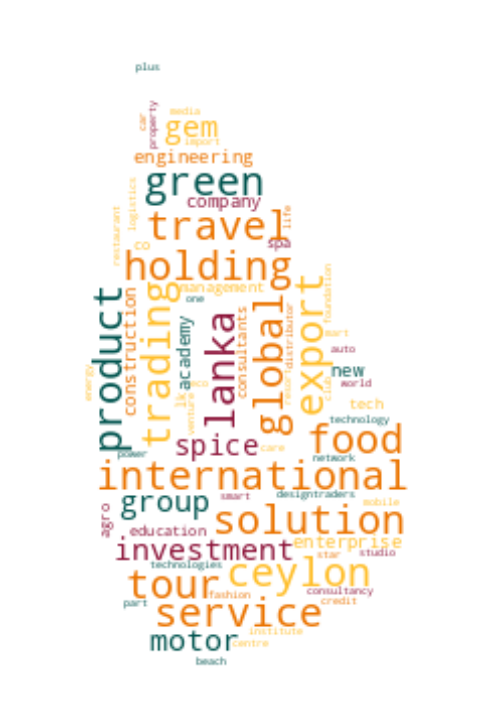 plus
media
car
property
gem
import
engineering
green
logistics
company
restaurant
travel
life
co
spa
holding
management
product
construction
trading
one
academy
lanka
consultants
global
distributor
export
foundation
mart
auto
new
world
energy
lk
eco
venture
resort
club
tech
technology
food
spice
care
power
network
international
group
smart
designtraders
mobile
solution
agro
education
enterprise
investment
star
studio
technologies
ceylon
tour
fashion
consultancy
credit
part
service
motor
institute
centre
beach